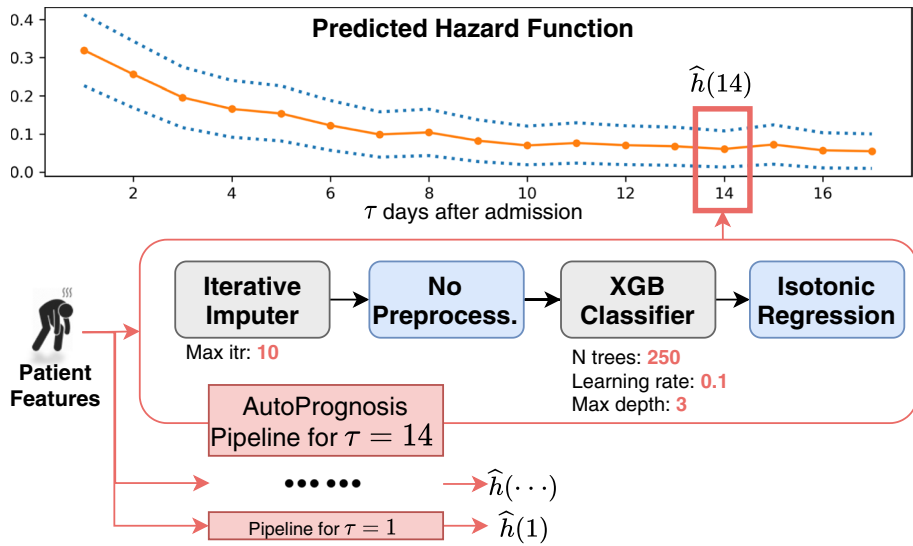 Predicted Hazard Function
0.4
0.3
0.2
0.1
0.0
ĥ(14)
2 4 6 8 10 12 14 16
τ days after admission
Iterative
Imputer
No
Preprocess.
XGB
Classifier
Isotonic
Regression
Max itr: 10
N trees: 250
Learning rate: 0.1
Max depth: 3
Patient
Features
AutoPrognosis
Pipeline for τ = 14
•••••• ĥ(···)
Pipeline for τ = 1 ĥ(1)